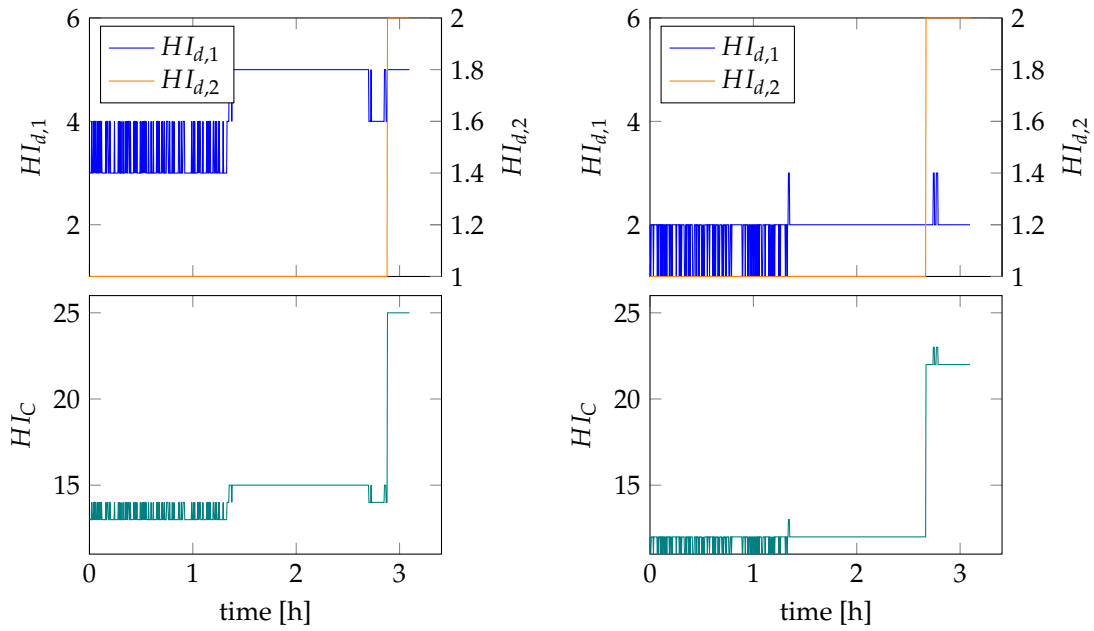 6
4
2
HI_{d,1}
HI_{d,1}
HI_{d,2}
2
1.8
1.6
1.4
1.2
1
HI_{d,2}
6
4
2
HI_{d,1}
HI_{d,1}
HI_{d,2}
2
1.8
1.6
1.4
1.2
1
HI_{d,2}
25
20
15
HI_C
0 1 2 3
time [h]
25
20
15
HI_C
0 1 2 3
time [h]